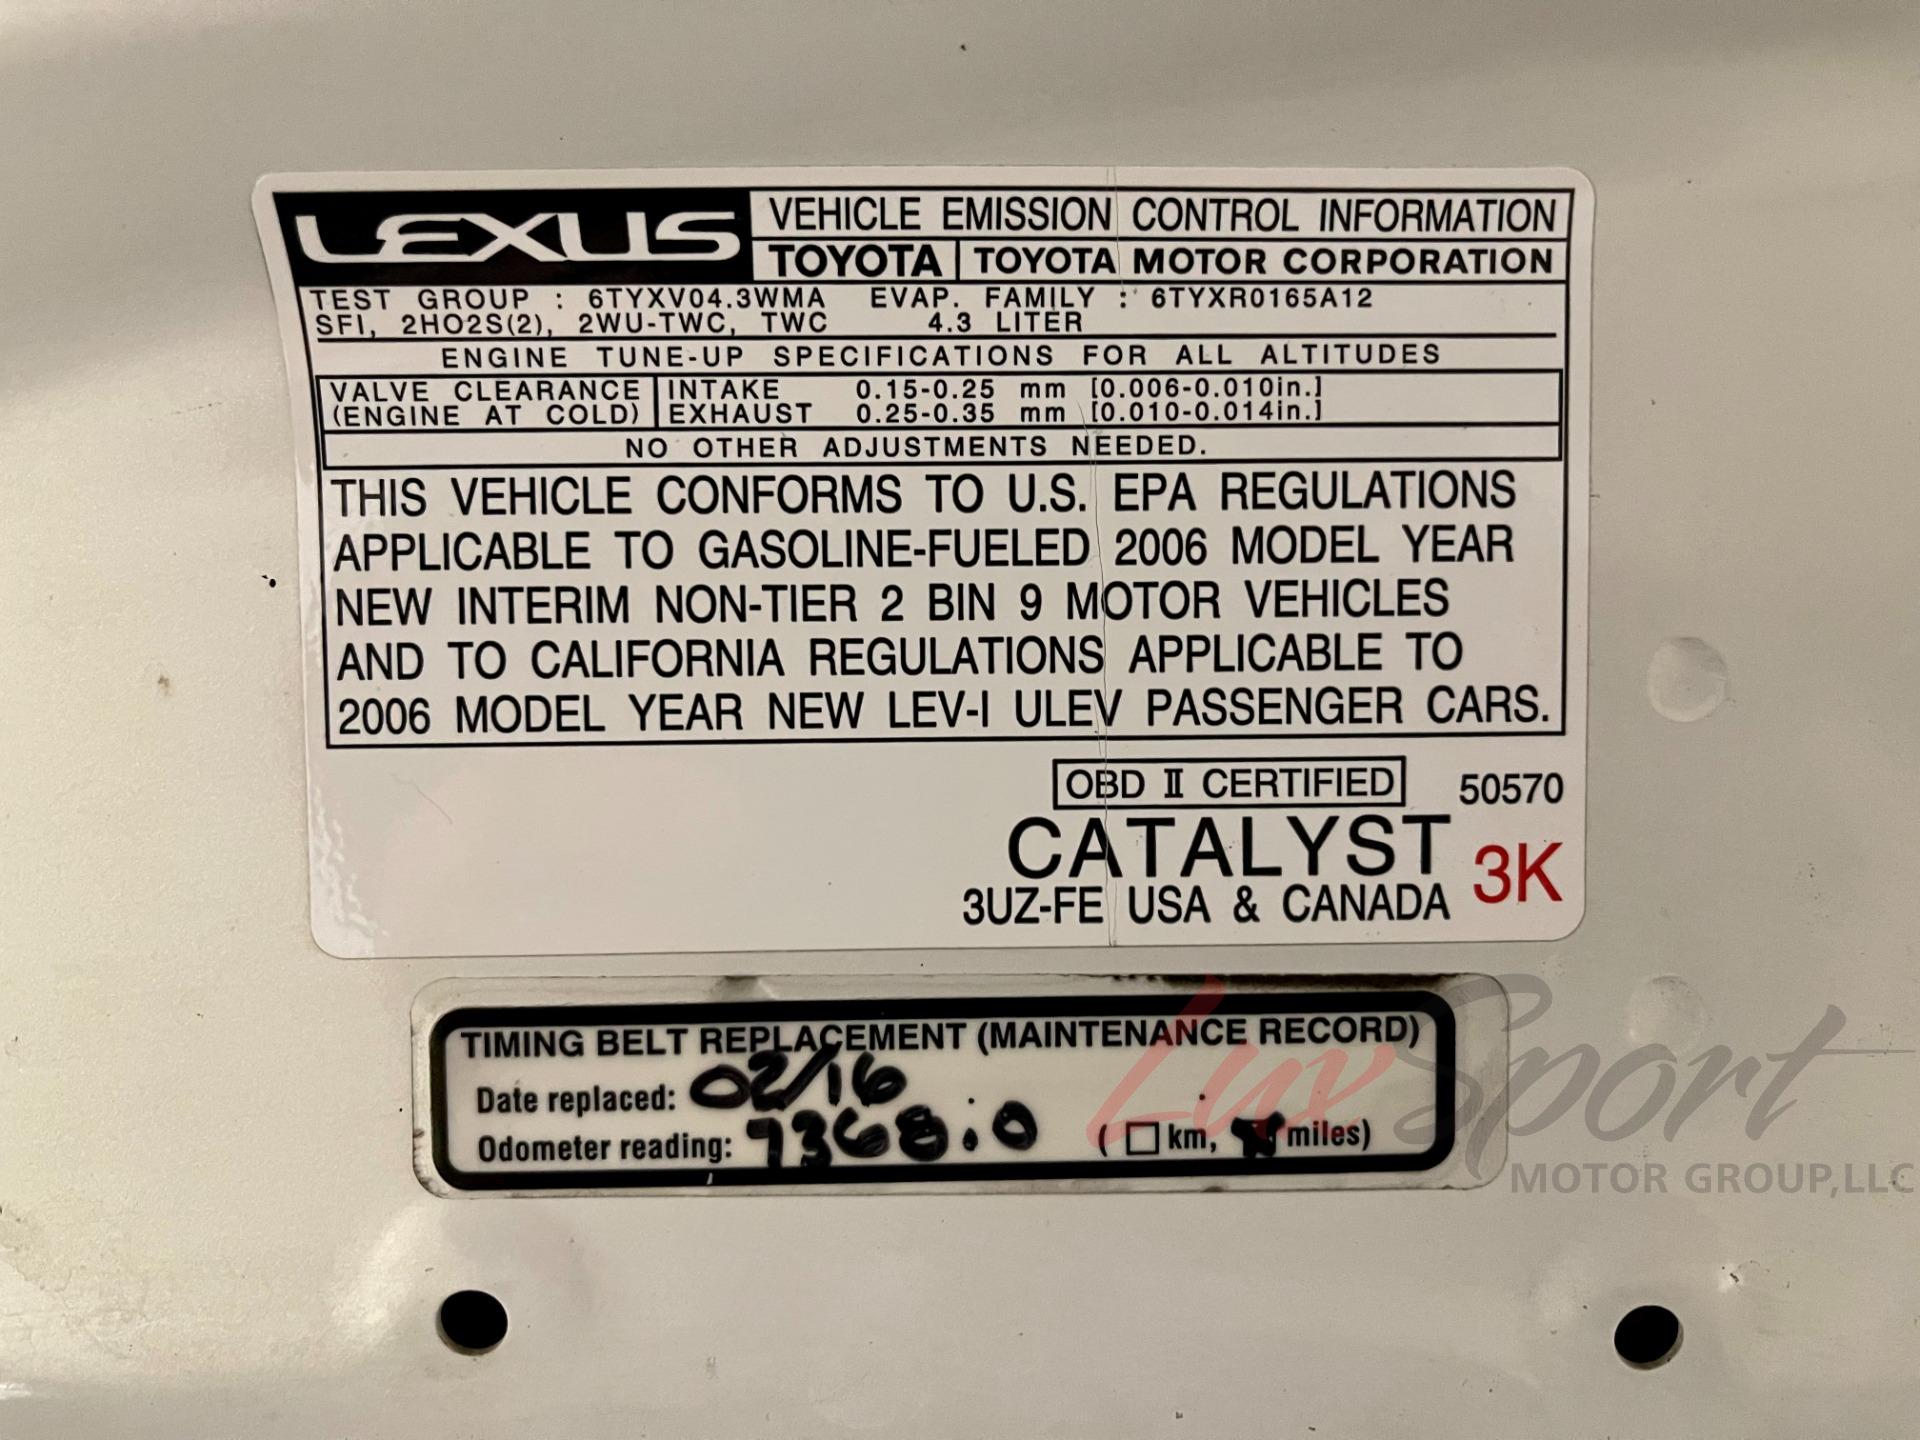 LEXUS
VEHICLE EMISSION CONTROL INFORMATION
TOYOTA TOYOTA MOTOR CORPORATION
TEST GROUP : 6TYXV04.3WMA EVAP. FAMILY : 6TYXR0165A12
SFI, 2HO2S(2), 2WU-TWC, TWC 4.3 LITER
ENGINE TUNE-UP SPECIFICATIONS FOR ALL ALTITUDES
VALVE CLEARANCE INTAKE 0.15-0.25 mm [0.006-0.010in.]
(ENGINE AT COLD) EXHAUST 0.25-0.35 mm [0.010-0.014in.]
NO OTHER ADJUSTMENTS NEEDED.
THIS VEHICLE CONFORMS TO U.S. EPA REGULATIONS
APPLICABLE TO GASOLINE-FUELED 2006 MODEL YEAR
NEW INTERIM NON-TIER 2 BIN 9 MOTOR VEHICLES
AND TO CALIFORNIA REGULATIONS APPLICABLE TO
2006 MODEL YEAR NEW LEV-I ULEV PASSENGER CARS.
OBD II CERTIFIED 50570
CATALYST 3K
3UZ-FE USA & CANADA
TIMING BELT REPLACEMENT (MAINTENANCE RECORD)
Date replaced: 02/16
Odometer reading: ( km, miles)
LuxSport
MOTOR GROUP,LLC